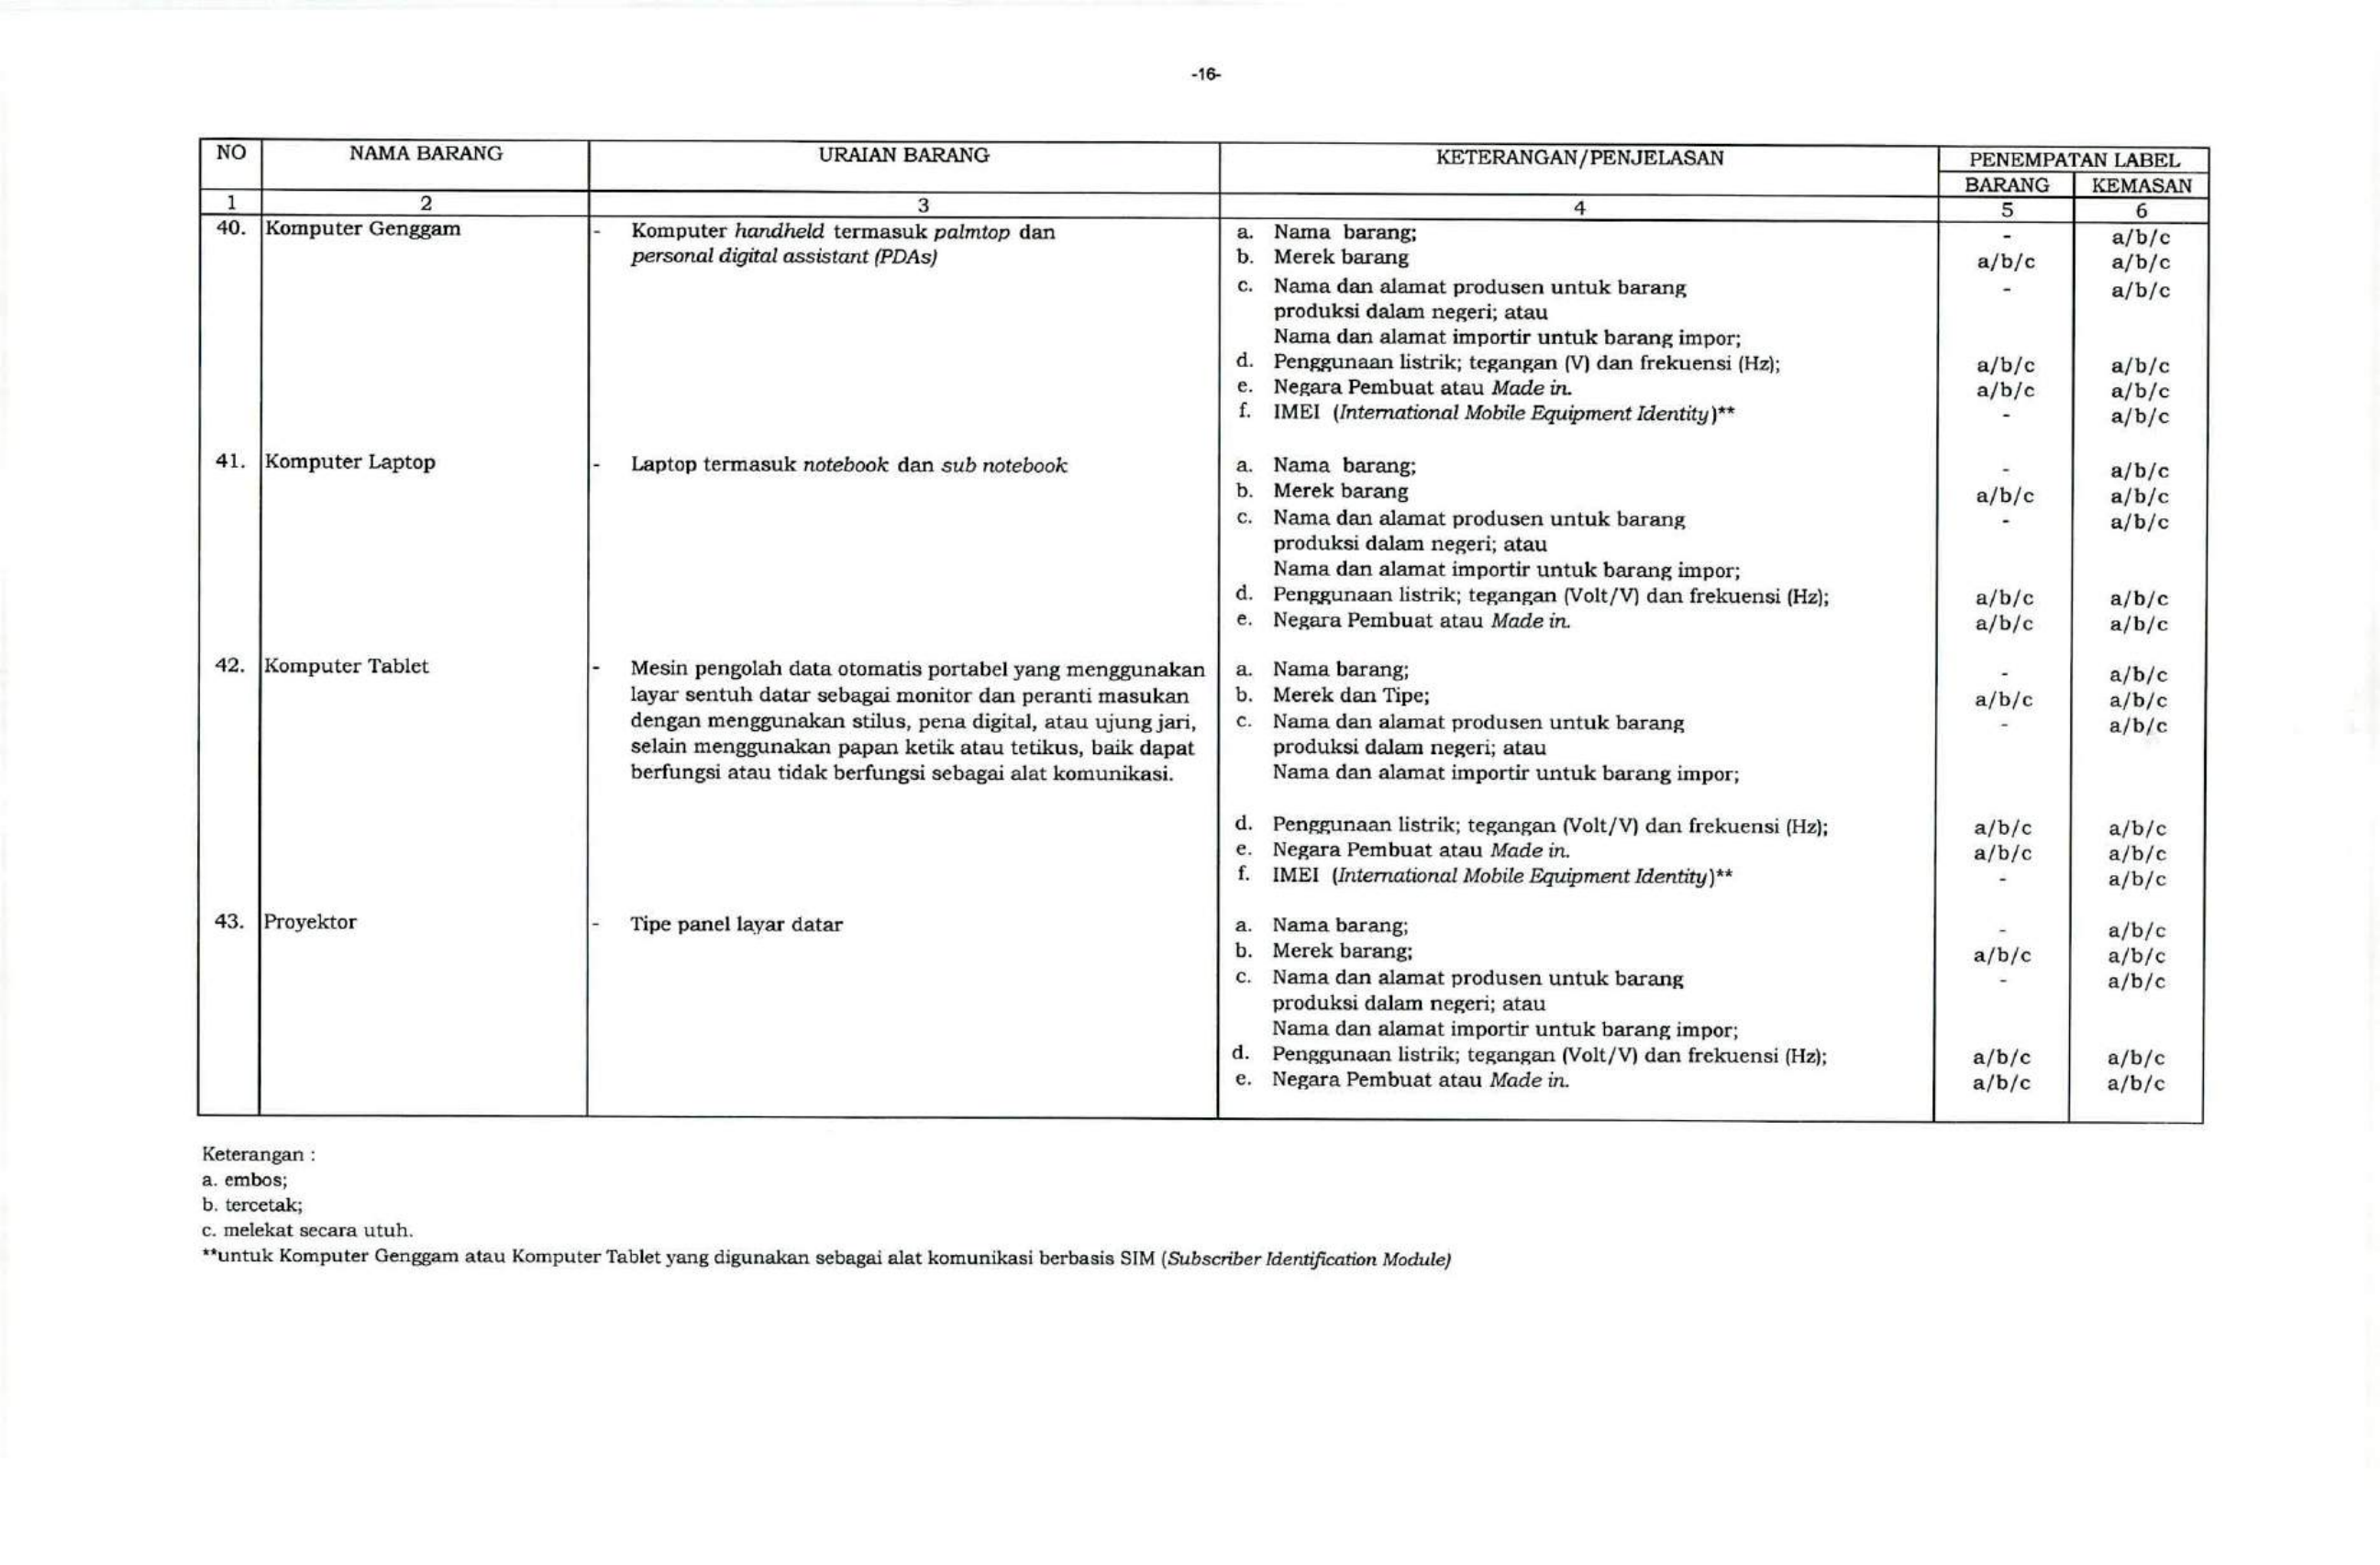 -16-
NO NAMA BARANG URAIAN BARANG KETERANGAN/PENJELASAN PENEMPATAN LABEL
BARANG KEMASAN
1 2 3 4 5 6
40. Komputer Genggam - Komputer handheld termasuk palmtop dan a. Nama barang; - a/b/c
personal digital assistant (PDAs) b. Merek barang a/b/c a/b/c
c. Nama dan alamat produsen untuk barang - a/b/c
produksi dalam negeri; atau
Nama dan alamat importir untuk barang impor;
d. Penggunaan listrik; tegangan (V) dan frekuensi (Hz); a/b/c a/b/c
e. Negara Pembuat atau Made in. a/b/c a/b/c
f. IMEI (International Mobile Equipment Identity)** - a/b/c
41. Komputer Laptop - Laptop termasuk notebook dan sub notebook a. Nama barang; - a/b/c
b. Merek barang a/b/c a/b/c
c. Nama dan alamat produsen untuk barang - a/b/c
produksi dalam negeri; atau
Nama dan alamat importir untuk barang impor;
d. Penggunaan listrik; tegangan (Volt/V) dan frekuensi (Hz); a/b/c a/b/c
e. Negara Pembuat atau Made in. a/b/c a/b/c
42. Komputer Tablet - Mesin pengolah data otomatis portabel yang menggunakan a. Nama barang; - a/b/c
layar sentuh datar sebagai monitor dan peranti masukan b. Merek dan Tipe; a/b/c a/b/c
dengan menggunakan stilus, pena digital, atau ujung jari, c. Nama dan alamat produsen untuk barang - a/b/c
selain menggunakan papan ketik atau tetikus, baik dapat produksi dalam negeri; atau
berfungsi atau tidak berfungsi sebagai alat komunikasi. Nama dan alamat importir untuk barang impor;
d. Penggunaan listrik; tegangan (Volt/V) dan frekuensi (Hz); a/b/c a/b/c
e. Negara Pembuat atau Made in. a/b/c a/b/c
f. IMEI (International Mobile Equipment Identity)** - a/b/c
43. Proyektor - Tipe panel layar datar a. Nama barang; - a/b/c
b. Merek barang; a/b/c a/b/c
c. Nama dan alamat produsen untuk barang - a/b/c
produksi dalam negeri; atau
Nama dan alamat importir untuk barang impor;
d. Penggunaan listrik; tegangan (Volt/V) dan frekuensi (Hz); a/b/c a/b/c
e. Negara Pembuat atau Made in. a/b/c a/b/c
Keterangan :
a. embos;
b. tercetak;
c. melekat secara utuh.
**untuk Komputer Genggam atau Komputer Tablet yang digunakan sebagai alat komunikasi berbasis SIM (Subscriber Identification Module)